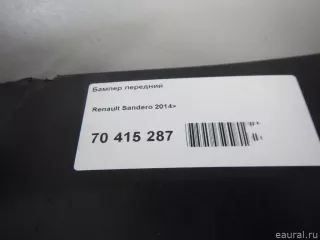 Бампер передний
Renault Sandero 2014>
70 415 287
eaural.ru